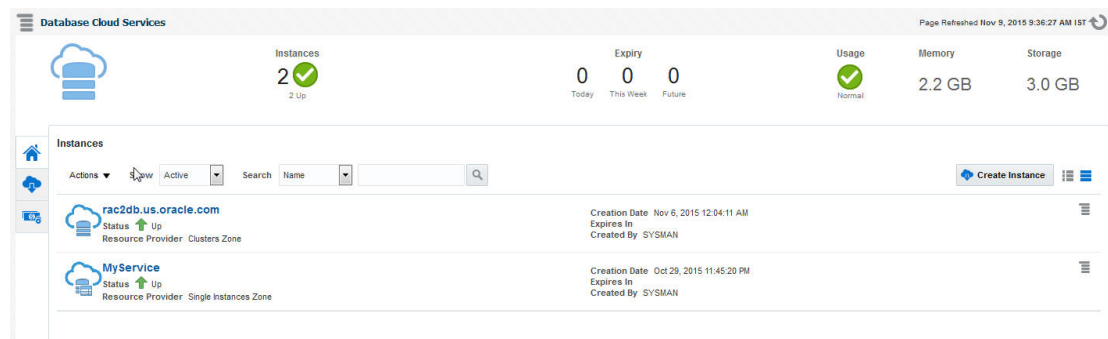 Database Cloud Services
Page Refreshed Nov 9, 2015 9:36:27 AM IST
Instances
2
2 Up
Expiry
0 0 0
Today This Week Future
Usage
Normal
Memory
2.2 GB
Storage
3.0 GB
Instances
Actions Show Active Search Name Create Instance
rac2db.us.oracle.com
Status Up
Resource Provider Clusters Zone
Creation Date Nov 6, 2015 12:04:11 AM
Expires In
Created By SYSMAN
MyService
Status Up
Resource Provider Single Instances Zone
Creation Date Oct 29, 2015 11:45:20 PM
Expires In
Created By SYSMAN